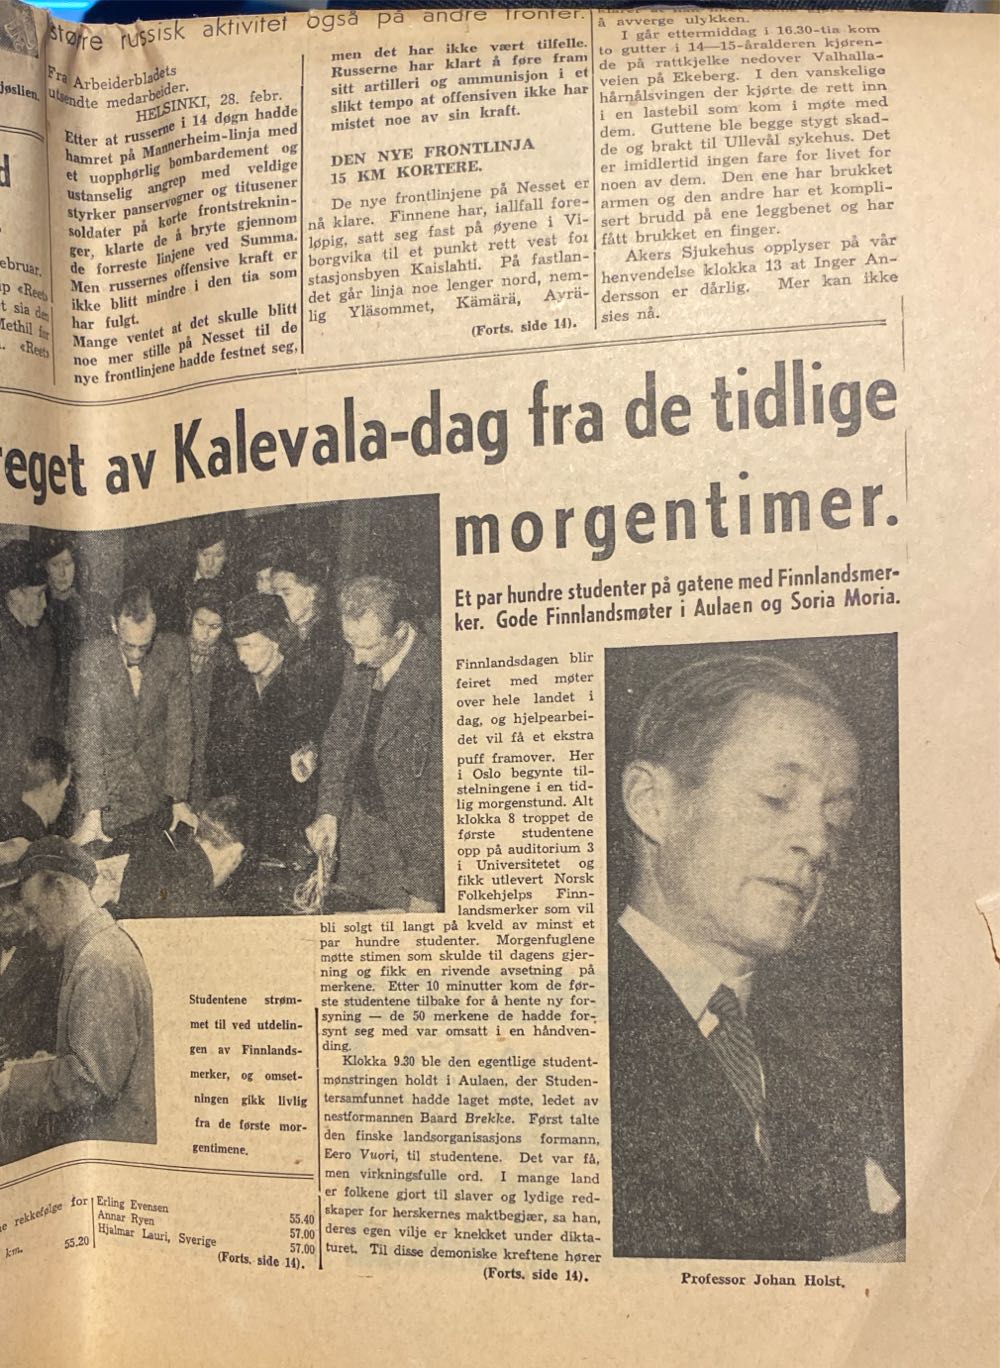 større russisk aktivitet også på andre fronter.
Fra Arbeiderbladets
utsendte medarbeider.
HELSINKI, 28. febr.
Etter at russerne i 14 døgn hadde
hamret på Mannerheim-linja med
et uopphørlig bombardement og
ustanselig angrep med veldige
styrker panservogner og titusener
soldater på korte frontstreknin-
ger, klarte de å bryte gjennom
de forreste linjene ved Summa.
Men russernes offensive kraft er
ikke blitt mindre i den tia som
har fulgt.
Mange ventet at det skulle blitt
noe mer stille på Nesset til de
nye frontlinjene hadde festnet seg,
men det har ikke vært tilfelle.
Russerne har klart å føre fram
sitt artilleri og ammunisjon i et
slikt tempo at offensiven ikke har
mistet noe av sin kraft.
DEN NYE FRONTLINJA
15 KM KORTERE.
De nye frontlinjene på Nesset er
nå klare. Finnene har, iallfall fore-
løpig, satt seg fast på øyene i Vi-
borgvika til et punkt rett vest for
stasjonsbyen Kaislahti. På fastlan-
det går linja noe lenger nord, nem-
lig Yläsommet, Kämärä, Ayrä-
(Forts. side 14).
å avverge ulykken.
I går ettermiddag i 16.30-tia kom
to gutter i 14—15-åralderen kjøren-
de på rattkjelke nedover Valhalla-
veien på Ekeberg. I den vanskelige
hårnålsvingen der kjørte de rett inn
i en lastebil som kom i møte med
dem. Guttene ble begge stygt skad-
de og brakt til Ullevål sykehus. Det
er imidlertid ingen fare for livet for
noen av dem. Den ene har brukket
armen og den andre har et kompli-
sert brudd på ene leggbenet og har
fått brukket en finger.
Akers Sjukehus opplyser på vår
henvendelse klokka 13 at Inger An-
dersson er dårlig. Mer kan ikke
sies nå.
jøslien.
d
ebruar,
p «Reet»
t sia den
Methil for
. «Reet»
eget av Kalevala-dag fra de tidlige
morgentimer.
Et par hundre studenter på gatene med Finnlandsmer-
ker. Gode Finnlandsmøter i Aulaen og Soria Moria.
Finnlandsdagen blir
feiret med møter
over hele landet i
dag, og hjelpearbei-
det vil få et ekstra
puff framover. Her
i Oslo begynte til-
stelningene i en tid-
lig morgenstund. Alt
klokka 8 troppet de
første studentene
opp på auditorium 3
i Universitetet og
fikk utlevert Norsk
Folkehjelps Finn-
landsmerker som vil
bli solgt til langt på kveld av minst et
par hundre studenter. Morgenfuglene
møtte stimen som skulde til dagens gjer-
ning og fikk en rivende avsetning på
merkene. Etter 10 minutter kom de før-
ste studentene tilbake for å hente ny for-
syning — de 50 merkene de hadde for-
synt seg med var omsatt i en håndven-
ding.
Klokka 9.30 ble den egentlige student-
mønstringen holdt i Aulaen, der Studen-
tersamfunnet hadde laget møte, ledet av
nestformannen Baard Brekke. Først talte
den finske landsorganisasjons formann,
Eero Vuori, til studentene. Det var få,
men virkningsfulle ord. I mange land
er folkene gjort til slaver og lydige red-
skaper for herskernes maktbegjær, sa han,
deres egen vilje er knekket under dikta-
turet. Til disse demoniske kreftene hører
(Forts. side 14).
Studentene strøm-
met til ved utdelin-
gen av Finnlands-
merker, og omset-
ningen gikk livlig
fra de første mor-
gentimene.
e rekkefølge for
km. 55.20
Erling Evensen
Annar Ryen 55.40
Hjalmar Lauri, Sverige 57.00
57.00
(Forts. side 14).
Professor Johan Holst.